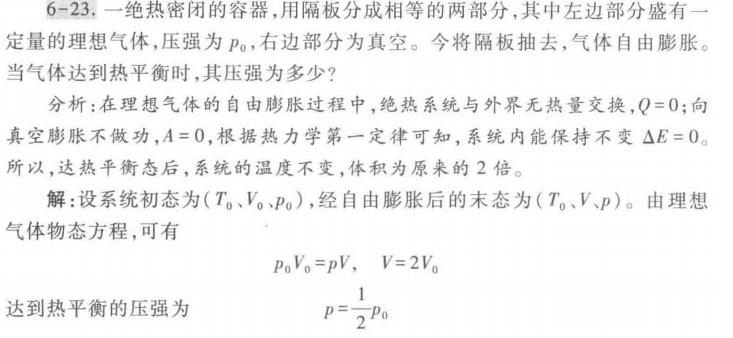 6-23. 一绝热密闭的容器,用隔板分成相等的两部分,其中左边部分盛有一
定量的理想气体,压强为 p₀,右边部分为真空。今将隔板抽去,气体自由膨胀。
当气体达到热平衡时,其压强为多少?
分析:在理想气体的自由膨胀过程中,绝热系统与外界无热量交换,Q=0;向
真空膨胀不做功,A=0,根据热力学第一定律可知,系统内能保持不变 ΔE=0。
所以,达热平衡态后,系统的温度不变,体积为原来的 2 倍。
解:设系统初态为(T₀、V₀、p₀),经自由膨胀后的末态为(T₀、V、p)。由理想
气体物态方程,可有
p₀V₀=pV, V=2V₀
达到热平衡的压强为 p=1/2 p₀